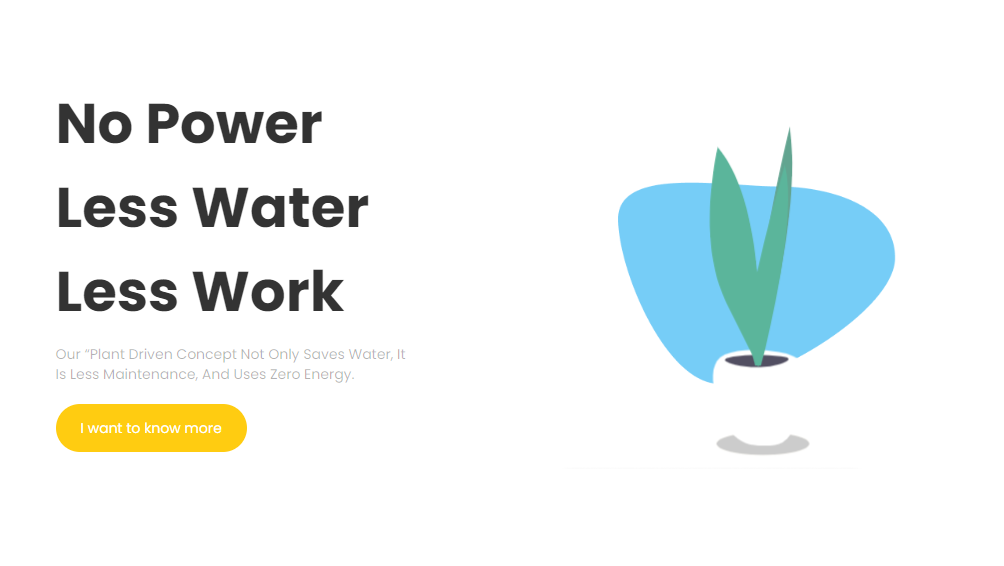 No Power
Less Water
Less Work
Our “Plant Driven Concept Not Only Saves Water, It
Is Less Maintenance, And Uses Zero Energy.
I want to know more